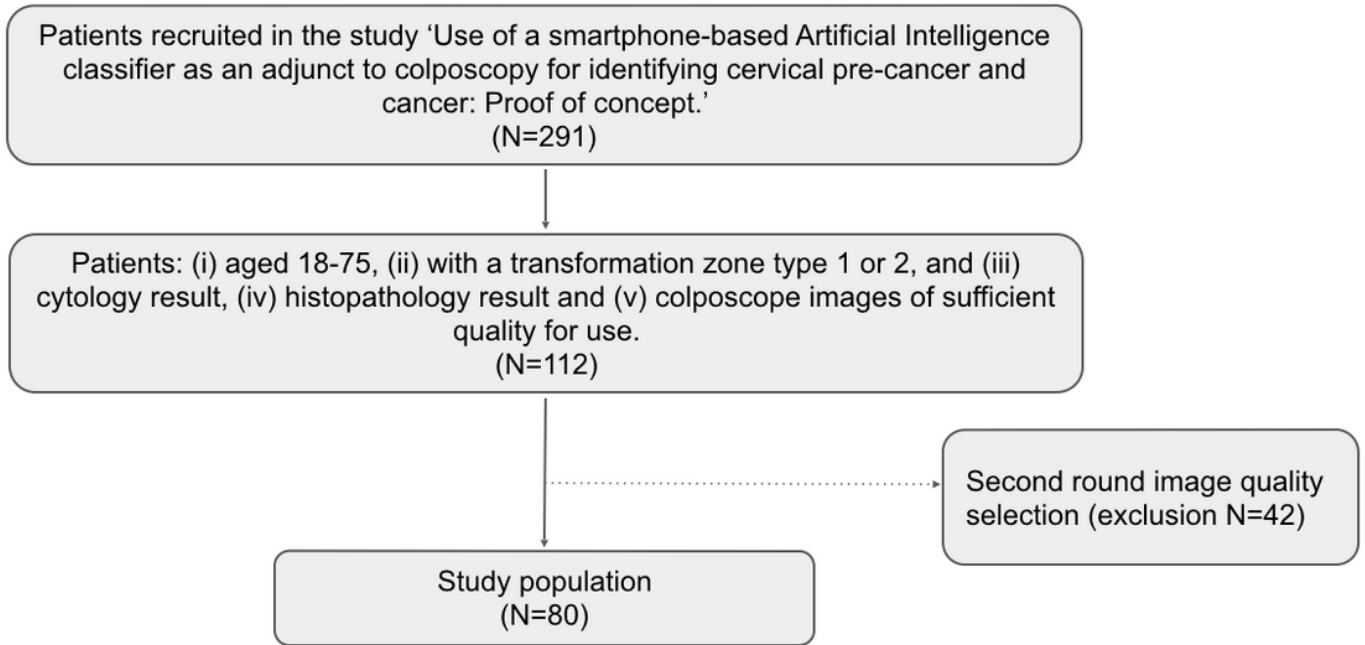 Patients recruited in the study ‘Use of a smartphone-based Artificial Intelligence
classifier as an adjunct to colposcopy for identifying cervical pre-cancer and
cancer: Proof of concept.’
(N=291)
Patients: (i) aged 18-75, (ii) with a transformation zone type 1 or 2, and (iii)
cytology result, (iv) histopathology result and (v) colposcope images of sufficient
quality for use.
(N=112)
Second round image quality
selection (exclusion N=42)
Study population
(N=80)